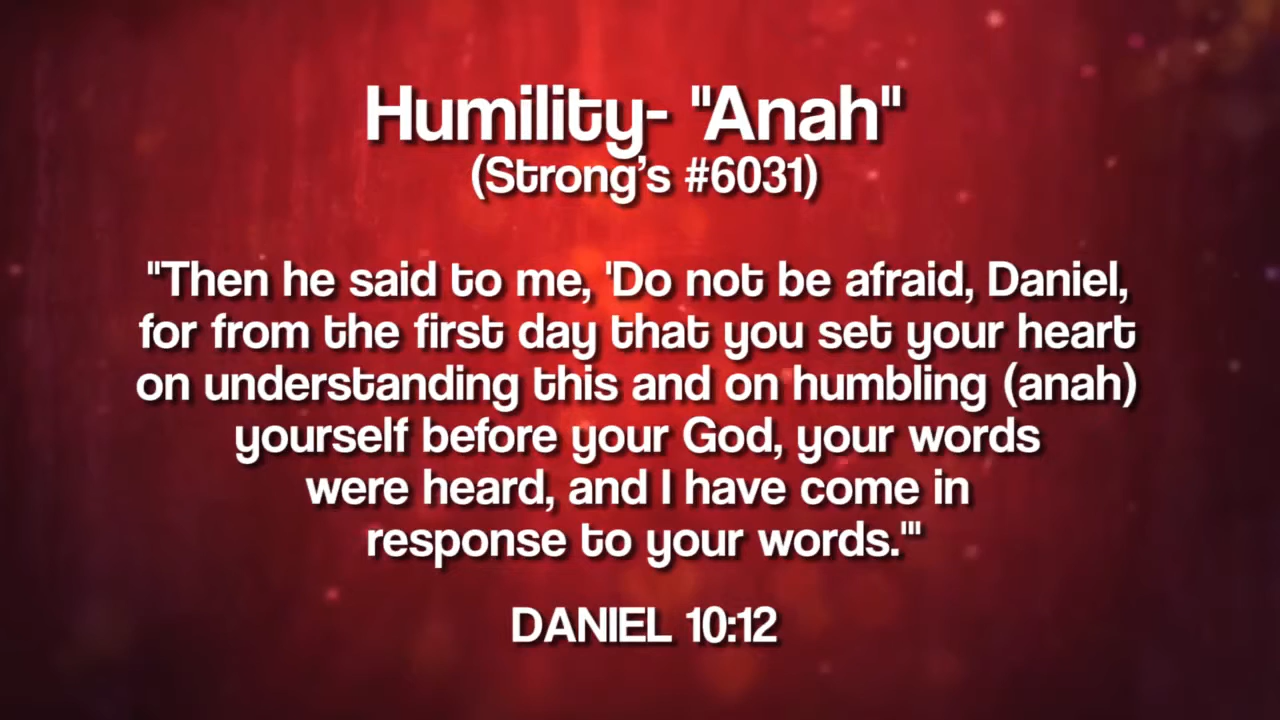 Humility- "Anah"
(Strong's #6031)
"Then he said to me, 'Do not be afraid, Daniel,
for from the first day that you set your heart
on understanding this and on humbling (anah)
yourself before your God, your words
were heard, and I have come in
response to your words.'"
DANIEL 10:12